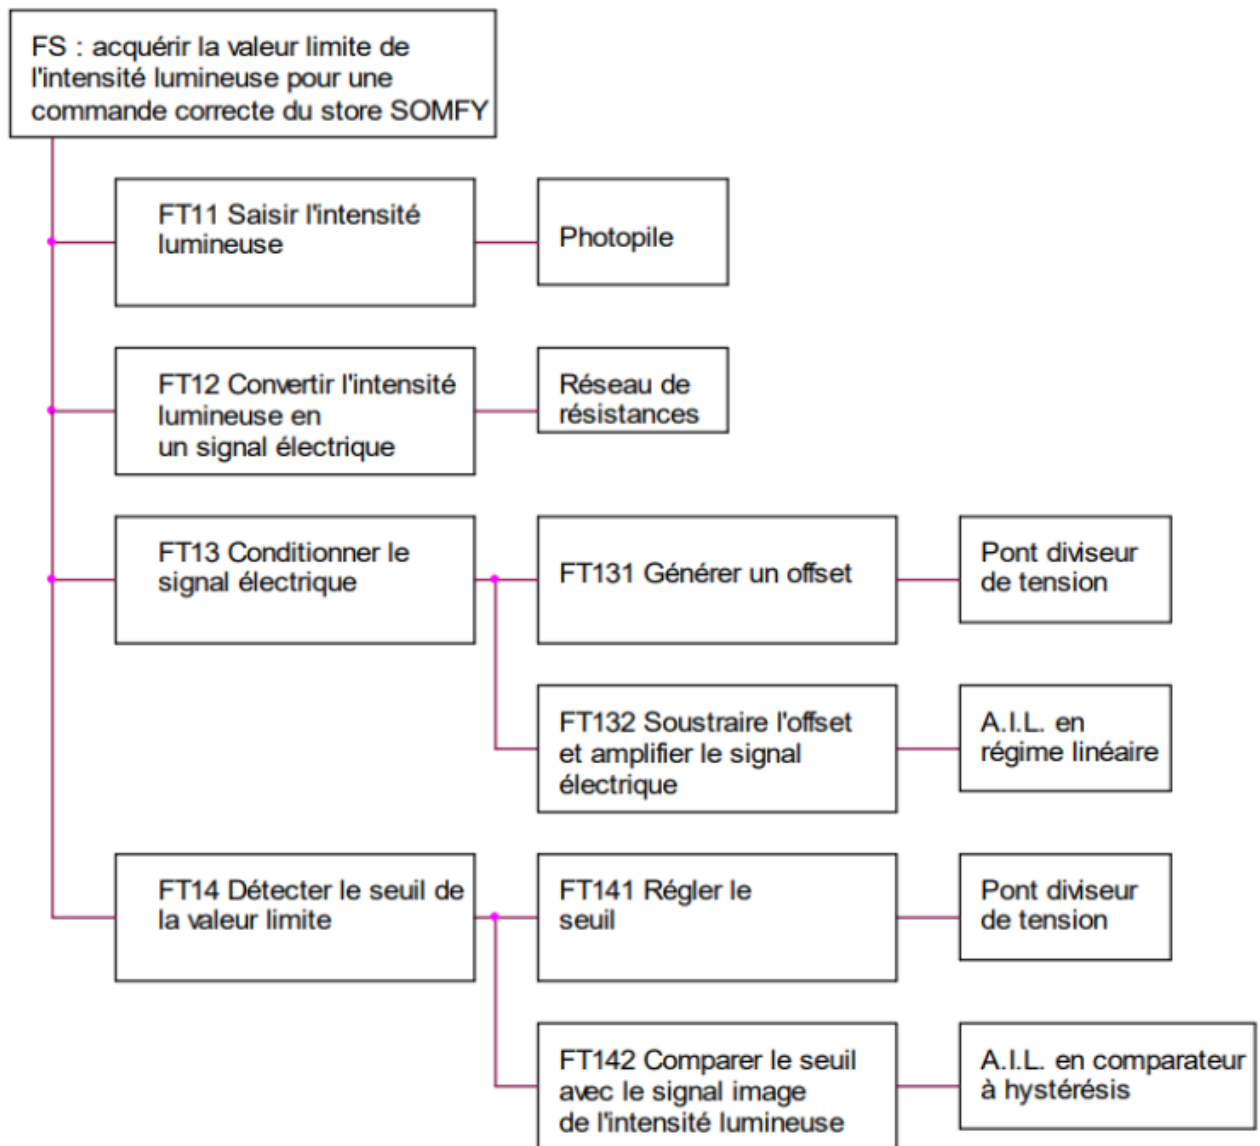 FS : acquérir la valeur limite de
l'intensité lumineuse pour une
commande correcte du store SOMFY
FT11 Saisir l'intensité
lumineuse
Photopile
FT12 Convertir l'intensité
lumineuse en
un signal électrique
Réseau de
résistances
FT13 Conditionner le
signal électrique
FT131 Générer un offset
Pont diviseur
de tension
FT132 Soustraire l'offset
et amplifier le signal
électrique
A.I.L. en
régime linéaire
FT14 Détecter le seuil de
la valeur limite
FT141 Régler le
seuil
Pont diviseur
de tension
FT142 Comparer le seuil
avec le signal image
de l'intensité lumineuse
A.I.L. en comparateur
à hystérésis